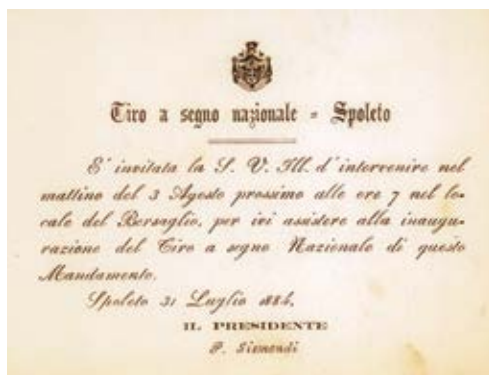 Tiro a segno nazionale = Spoleto
E' invitata la S. V. Ill. d'intervenire nel
mattino del 3 Agosto prossimo alle ore 7 nel lo-
cale del Bersaglio, per ivi assistere alla inaugu-
razione del Tiro a segno Nazionale di questo
Mandamento.
Spoleto 31 Luglio 1884.
IL PRESIDENTE
P. Sismondi